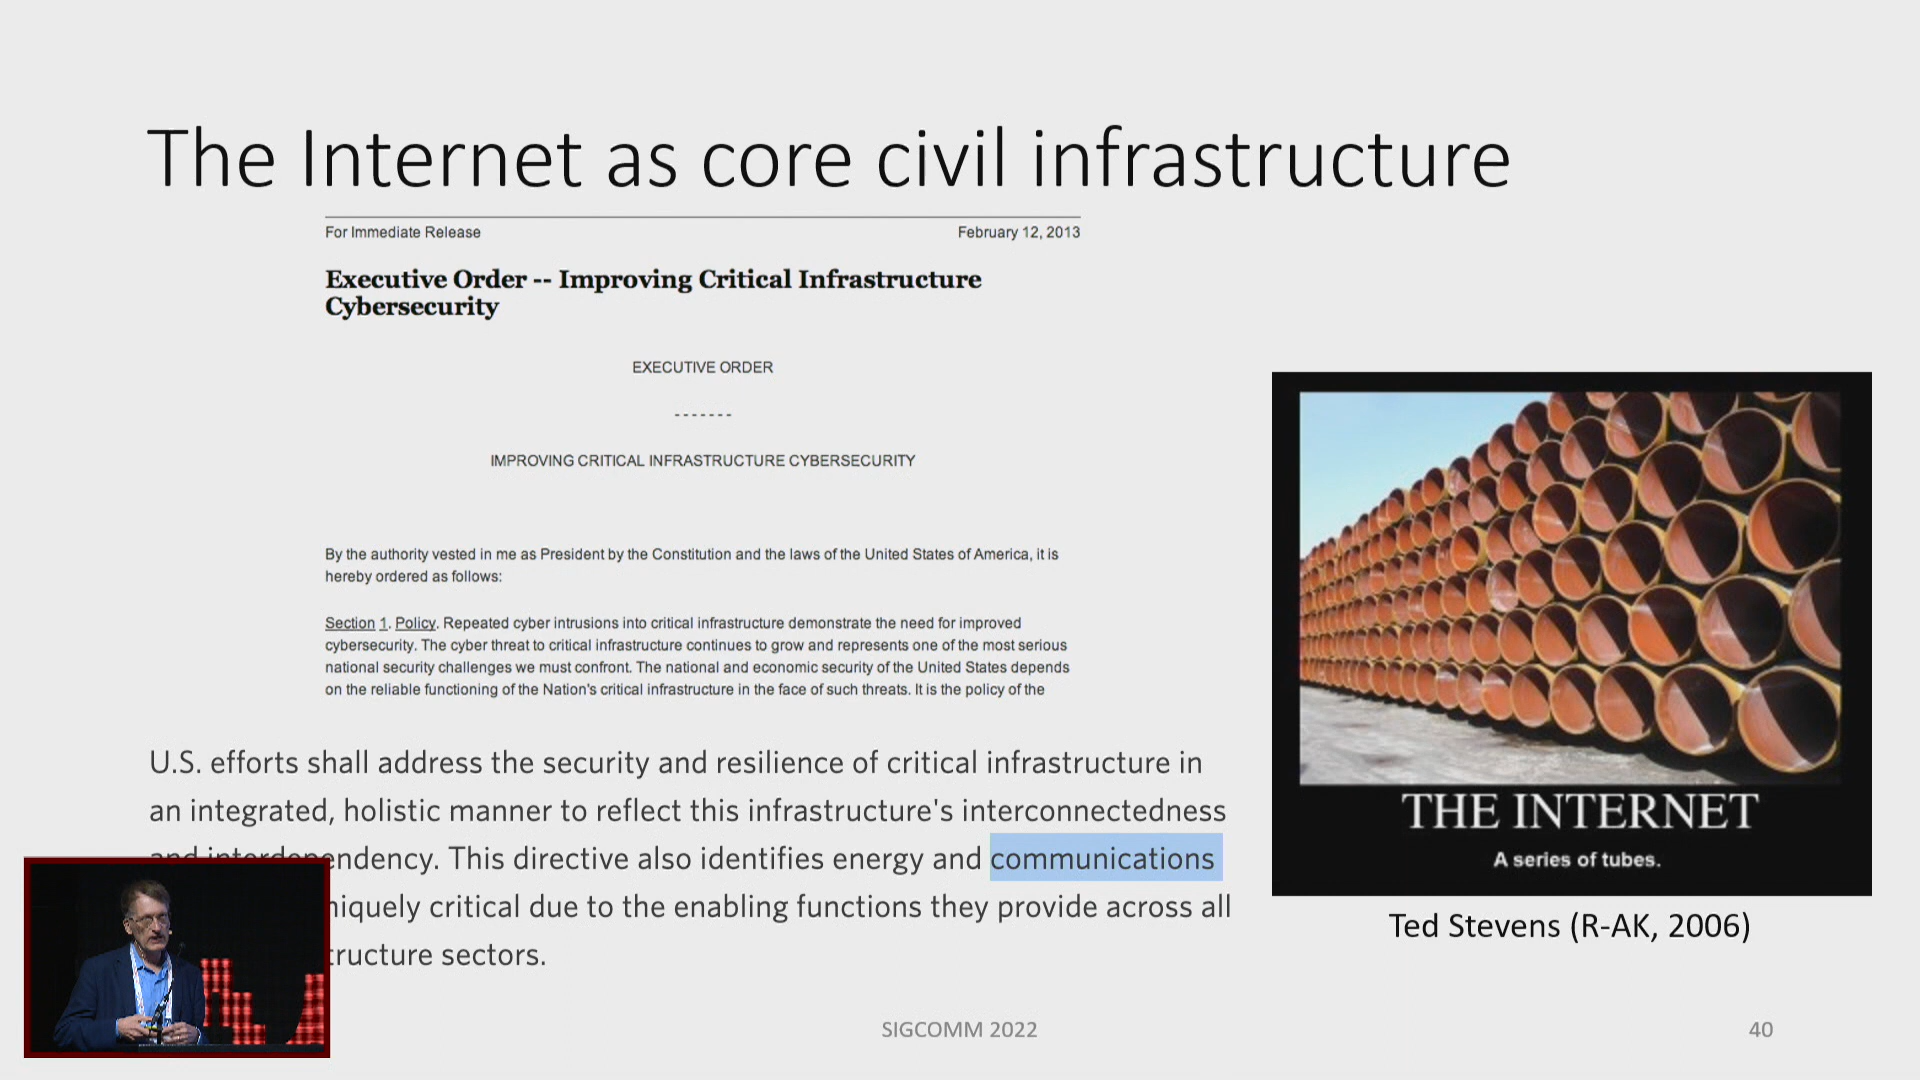 The Internet as core civil infrastructure
For Immediate Release February 12, 2013
Executive Order -- Improving Critical Infrastructure
Cybersecurity
EXECUTIVE ORDER
-------
IMPROVING CRITICAL INFRASTRUCTURE CYBERSECURITY
By the authority vested in me as President by the Constitution and the laws of the United States of America, it is
hereby ordered as follows:
Section 1. Policy. Repeated cyber intrusions into critical infrastructure demonstrate the need for improved
cybersecurity. The cyber threat to critical infrastructure continues to grow and represents one of the most serious
national security challenges we must confront. The national and economic security of the United States depends
on the reliable functioning of the Nation's critical infrastructure in the face of such threats. It is the policy of the
U.S. efforts shall address the security and resilience of critical infrastructure in
an integrated, holistic manner to reflect this infrastructure's interconnectedness
and interdependency. This directive also identifies energy and communications
critical due to the enabling functions they provide across all
sectors.
THE INTERNET
A series of tubes.
Ted Stevens (R-AK, 2006)
SIGCOMM 2022
40